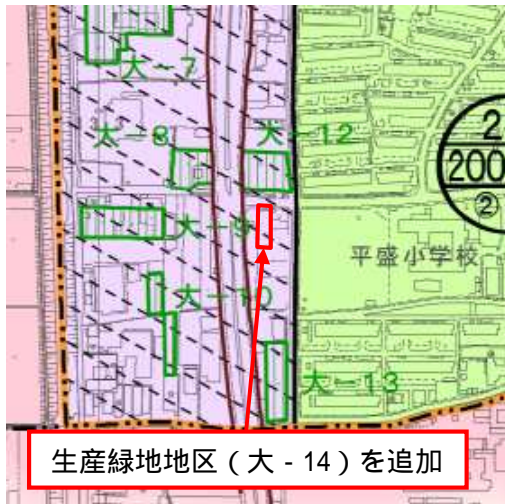 大-7
大-8
大-12
2
200
②
大-9
平盛小学校
大-10
大-13
生産緑地地区（大‐14）を追加